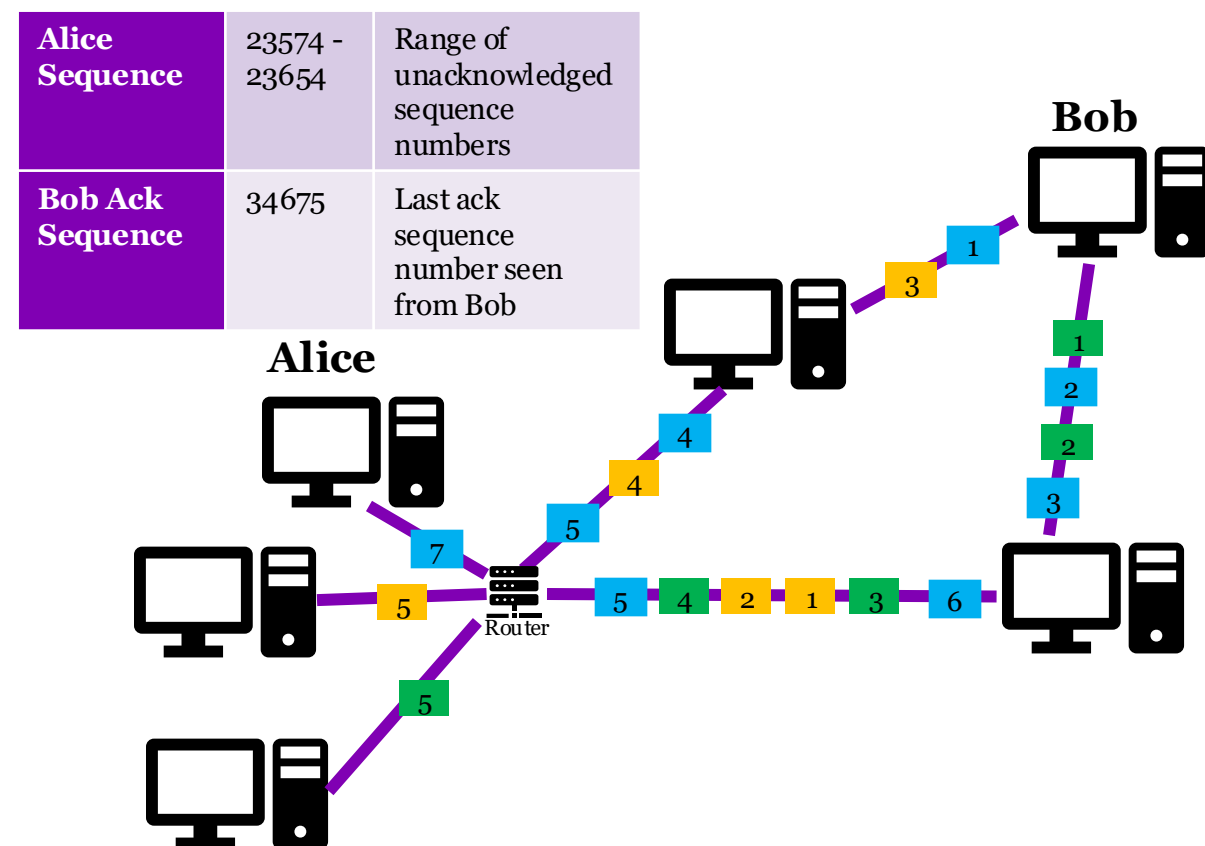 Alice
Sequence
23574 -
23654
Range of
unacknowledged
sequence
numbers
Bob Ack
Sequence
34675
Last ack
sequence
number seen
from Bob
Bob
1
3
Alice
1
2
4
2
4
3
5
7
5
Router
5
4
2
1
3
6
5